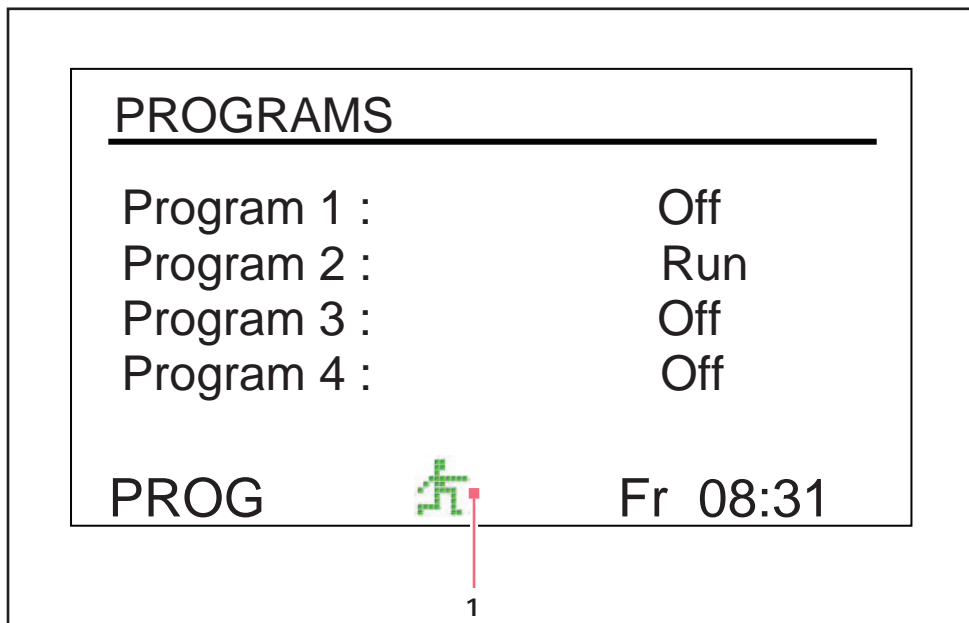 PROGRAMS
Program 1 : Off
Program 2 : Run
Program 3 : Off
Program 4 : Off
PROG Fr 08:31
1